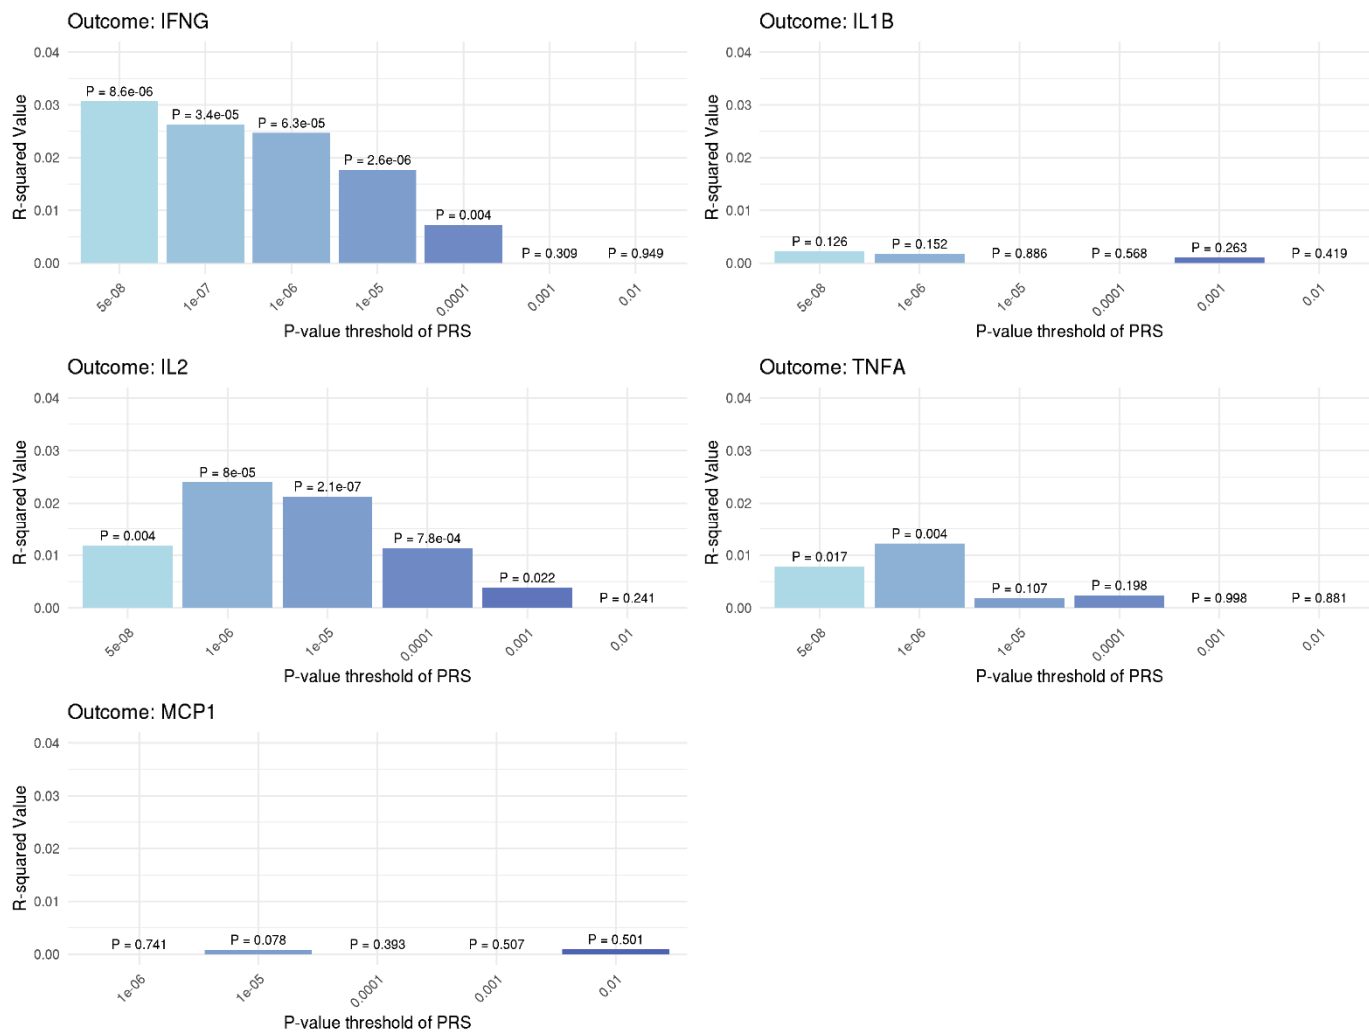 Outcome: IFNG
R-squared Value
0.04
0.03
0.02
0.01
0.00
P = 8.6e-06
P = 3.4e-05
P = 6.3e-05
P = 2.6e-06
P = 0.004
P = 0.309
P = 0.949
5e-08
1e-07
1e-06
1e-05
0.0001
0.001
0.01
P-value threshold of PRS
Outcome: IL1B
R-squared Value
0.04
0.03
0.02
0.01
0.00
P = 0.126
P = 0.152
P = 0.886
P = 0.568
P = 0.263
P = 0.419
5e-08
1e-06
1e-05
0.0001
0.001
0.01
P-value threshold of PRS
Outcome: IL2
R-squared Value
0.04
0.03
0.02
0.01
0.00
P = 0.004
P = 8e-05
P = 2.1e-07
P = 7.8e-04
P = 0.022
P = 0.241
5e-08
1e-06
1e-05
0.0001
0.001
0.01
P-value threshold of PRS
Outcome: TNFA
R-squared Value
0.04
0.03
0.02
0.01
0.00
P = 0.017
P = 0.004
P = 0.107
P = 0.198
P = 0.998
P = 0.881
5e-08
1e-06
1e-05
0.0001
0.001
0.01
P-value threshold of PRS
Outcome: MCP1
R-squared Value
0.04
0.03
0.02
0.01
0.00
P = 0.741
P = 0.078
P = 0.393
P = 0.507
P = 0.501
1e-06
1e-05
0.0001
0.001
0.01
P-value threshold of PRS